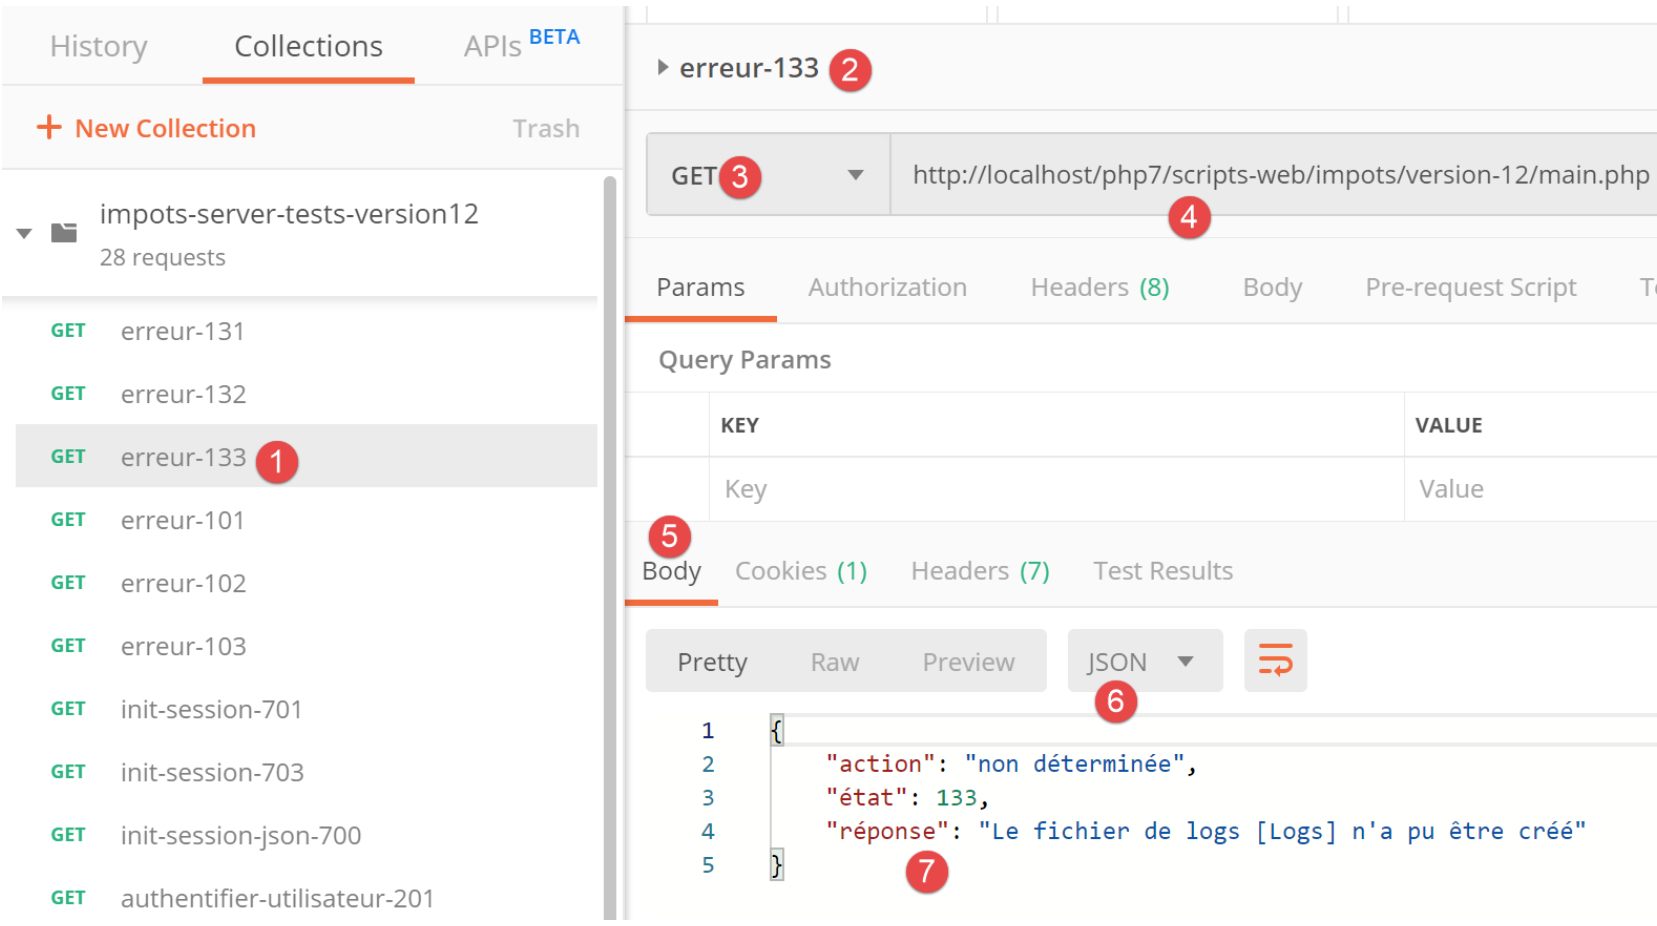 History Collections APIs BETA
+ New Collection Trash
impots-server-tests-version12
28 requests
GET erreur-131
GET erreur-132
GET erreur-133 1
GET erreur-101
GET erreur-102
GET erreur-103
GET init-session-701
GET init-session-703
GET init-session-json-700
GET authentifier-utilisateur-201
erreur-133 2
GET 3 http://localhost/php7/scripts-web/impots/version-12/main.php
4
Params Authorization Headers (8) Body Pre-request Script
Query Params
KEY VALUE
Key Value
5
Body Cookies (1) Headers (7) Test Results
Pretty Raw Preview JSON
6
1 {
2 "action": "non déterminée",
3 "état": 133,
4 "réponse": "Le fichier de logs [Logs] n'a pu être créé"
5 }
7